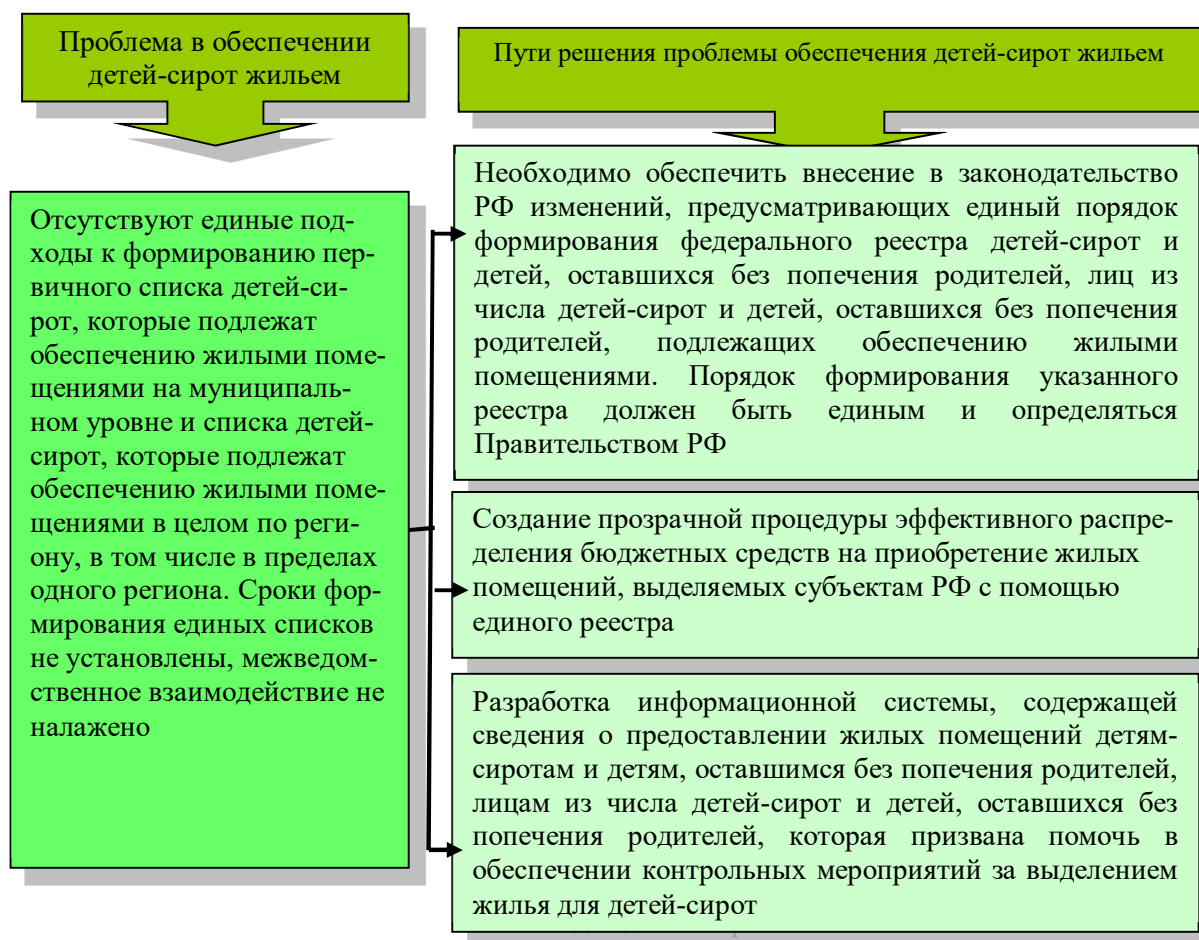 Проблема в обеспечении
детей-сирот жильем
Отсутствуют единые под-
ходы к формированию пер-
вичного списка детей-си-
рот, которые подлежат
обеспечению жилыми поме-
щениями на муниципаль-
ном уровне и списка детей-
сирот, которые подлежат
обеспечению жилыми поме-
щениями в целом по реги-
ону, в том числе в пределах
одного региона. Сроки фор-
мирования единых списков
не установлены, межведом-
ственное взаимодействие не
налажено
Пути решения проблемы обеспечения детей-сирот жильем
Необходимо обеспечить внесение в законодательство
РФ изменений, предусматривающих единый порядок
формирования федерального реестра детей-сирот и
детей, оставшихся без попечения родителей, лиц из
числа детей-сирот и детей, оставшихся без попечения
родителей, подлежащих обеспечению жилыми
помещениями. Порядок формирования указанного
реестра должен быть единым и определяться
Правительством РФ
Создание прозрачной процедуры эффективного распре-
деления бюджетных средств на приобретение жилых
помещений, выделяемых субъектам РФ с помощью
единого реестра
Разработка информационной системы, содержащей
сведения о предоставлении жилых помещений детям-
сиротам и детям, оставшимся без попечения родителей,
лицам из числа детей-сирот и детей, оставшихся без
попечения родителей, которая призвана помочь в
обеспечении контрольных мероприятий за выделением
жилья для детей-сирот